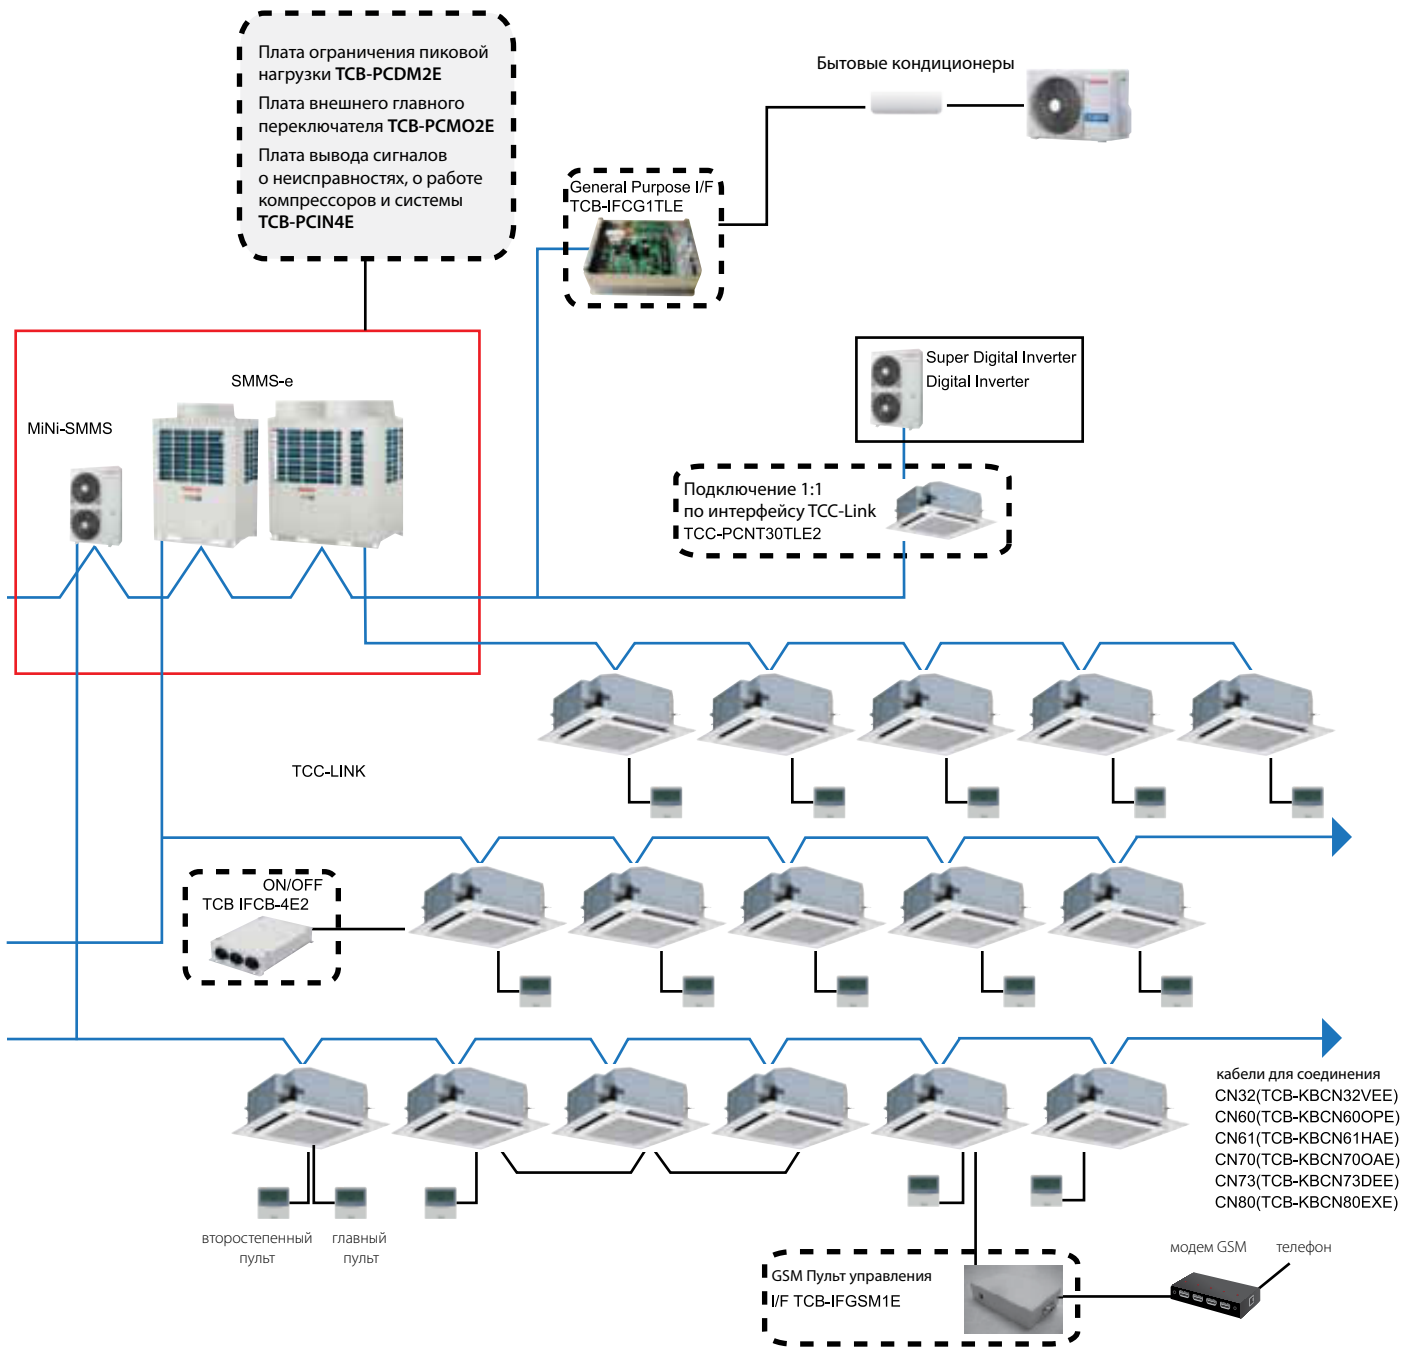 Плата ограничения пиковой
нагрузки TCB-PCDM2E
Плата внешнего главного
переключателя TCB-PCMO2E
Плата вывода сигналов
о неисправностях, о работе
компрессоров и системы
TCB-PCIN4E
Бытовые кондиционеры
General Purpose I/F
TCB-IFCG1TLE
Super Digital Inverter
Digital Inverter
SMMS-e
MiNi-SMMS
Подключение 1:1
по интерфейсу TCC-Link
TCC-PCNT30TLE2
TCC-LINK
ON/OFF
TCB IFCB-4E2
кабели для соединения
CN32(TCB-KBCN32VEE)
CN60(TCB-KBCN60OPE)
CN61(TCB-KBCN61HAE)
CN70(TCB-KBCN70OAE)
CN73(TCB-KBCN73DEE)
CN80(TCB-KBCN80EXE)
второстепенный
пульт
главный
пульт
GSM Пульт управления
I/F TCB-IFGSM1E
модем GSM
телефон